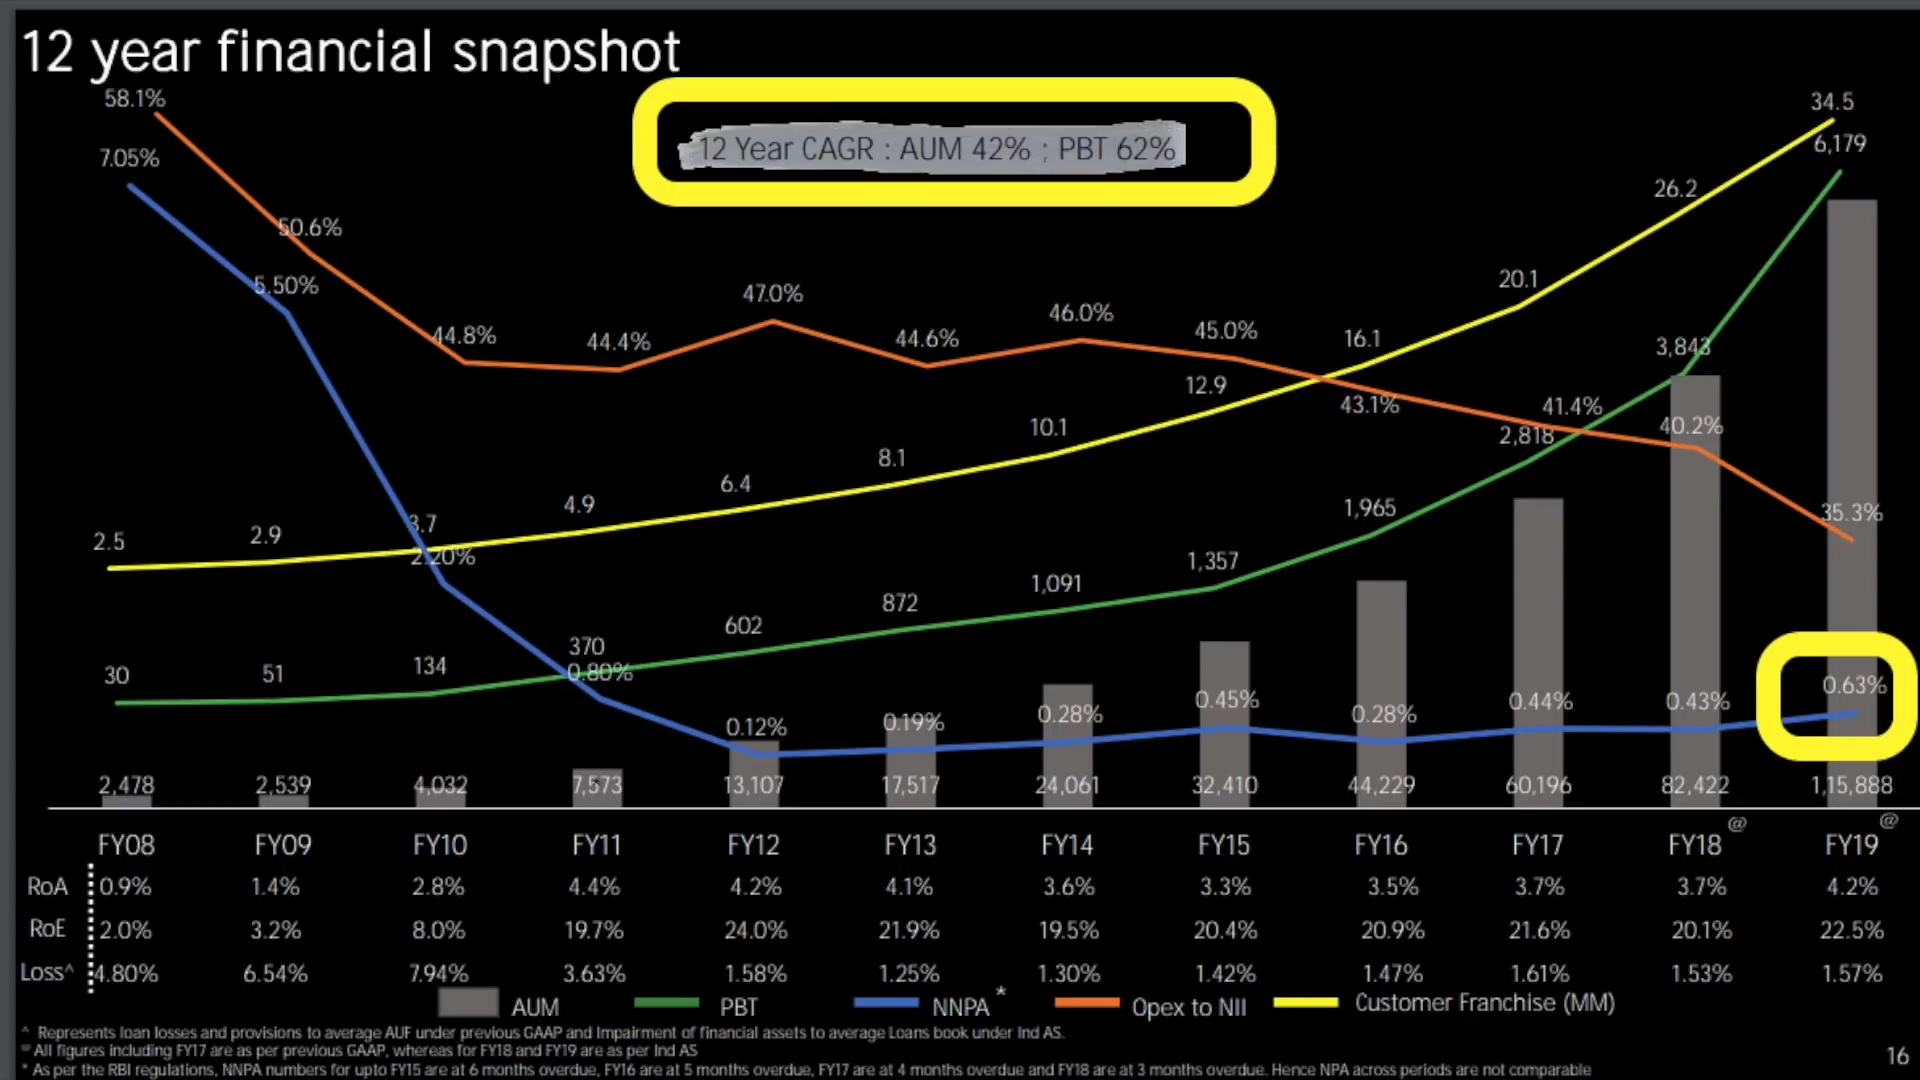 12 year financial snapshot
12 Year CAGR : AUM 42% ; PBT 62%
58.1% 50.6% 44.8% 44.4% 47.0% 44.6% 46.0% 45.0% 43.1% 41.4% 40.2% 35.3%
7.05% 5.50% 2.20% 0.80% 0.12% 0.19% 0.28% 0.45% 0.28% 0.44% 0.43% 0.63%
2.5 2.9 3.7 4.9 6.4 8.1 10.1 12.9 16.1 20.1 26.2 34.5
30 51 134 370 602 872 1,091 1,357 1,965 2,818 3,843 6,179
2,478 2,539 4,032 7,573 13,107 17,517 24,061 32,410 44,229 60,196 82,422 1,15,888
FY08 FY09 FY10 FY11 FY12 FY13 FY14 FY15 FY16 FY17 FY18 @ FY19 @
RoA 0.9% 1.4% 2.8% 4.4% 4.2% 4.1% 3.6% 3.3% 3.5% 3.7% 3.7% 4.2%
RoE 2.0% 3.2% 8.0% 19.7% 24.0% 21.9% 19.5% 20.4% 20.9% 21.6% 20.1% 22.5%
Loss^ 4.80% 6.54% 7.94% 3.63% 1.58% 1.25% 1.30% 1.42% 1.47% 1.61% 1.53% 1.57%
AUM PBT NNPA * Opex to NII Customer Franchise (MM)
^ Represents loan losses and provisions to average AUF under previous GAAP and Impairment of financial assets to average Loans book under Ind AS.
@ All figures including FY17 are as per previous GAAP, whereas for FY18 and FY19 are as per Ind AS
* As per the RBI regulations, NNPA numbers for upto FY15 are at 6 months overdue, FY16 are at 5 months overdue, FY17 are at 4 months overdue and FY18 are at 3 months overdue. Hence NPA across periods are not comparable
16